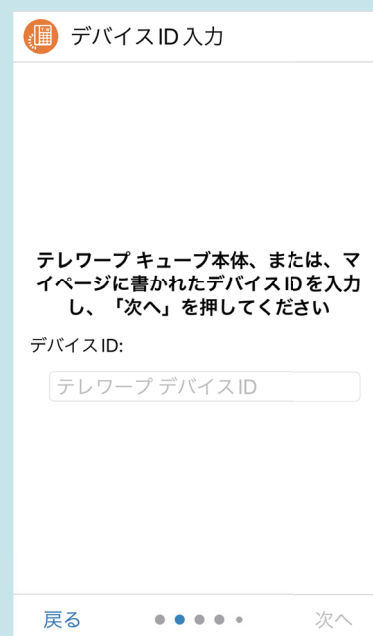 デバイスID入力
テレワープ キューブ本体、または、マ
イページに書かれたデバイスIDを入力
し、「次へ」を押してください
デバイスID:
テレワープ デバイスID
戻る
次へ